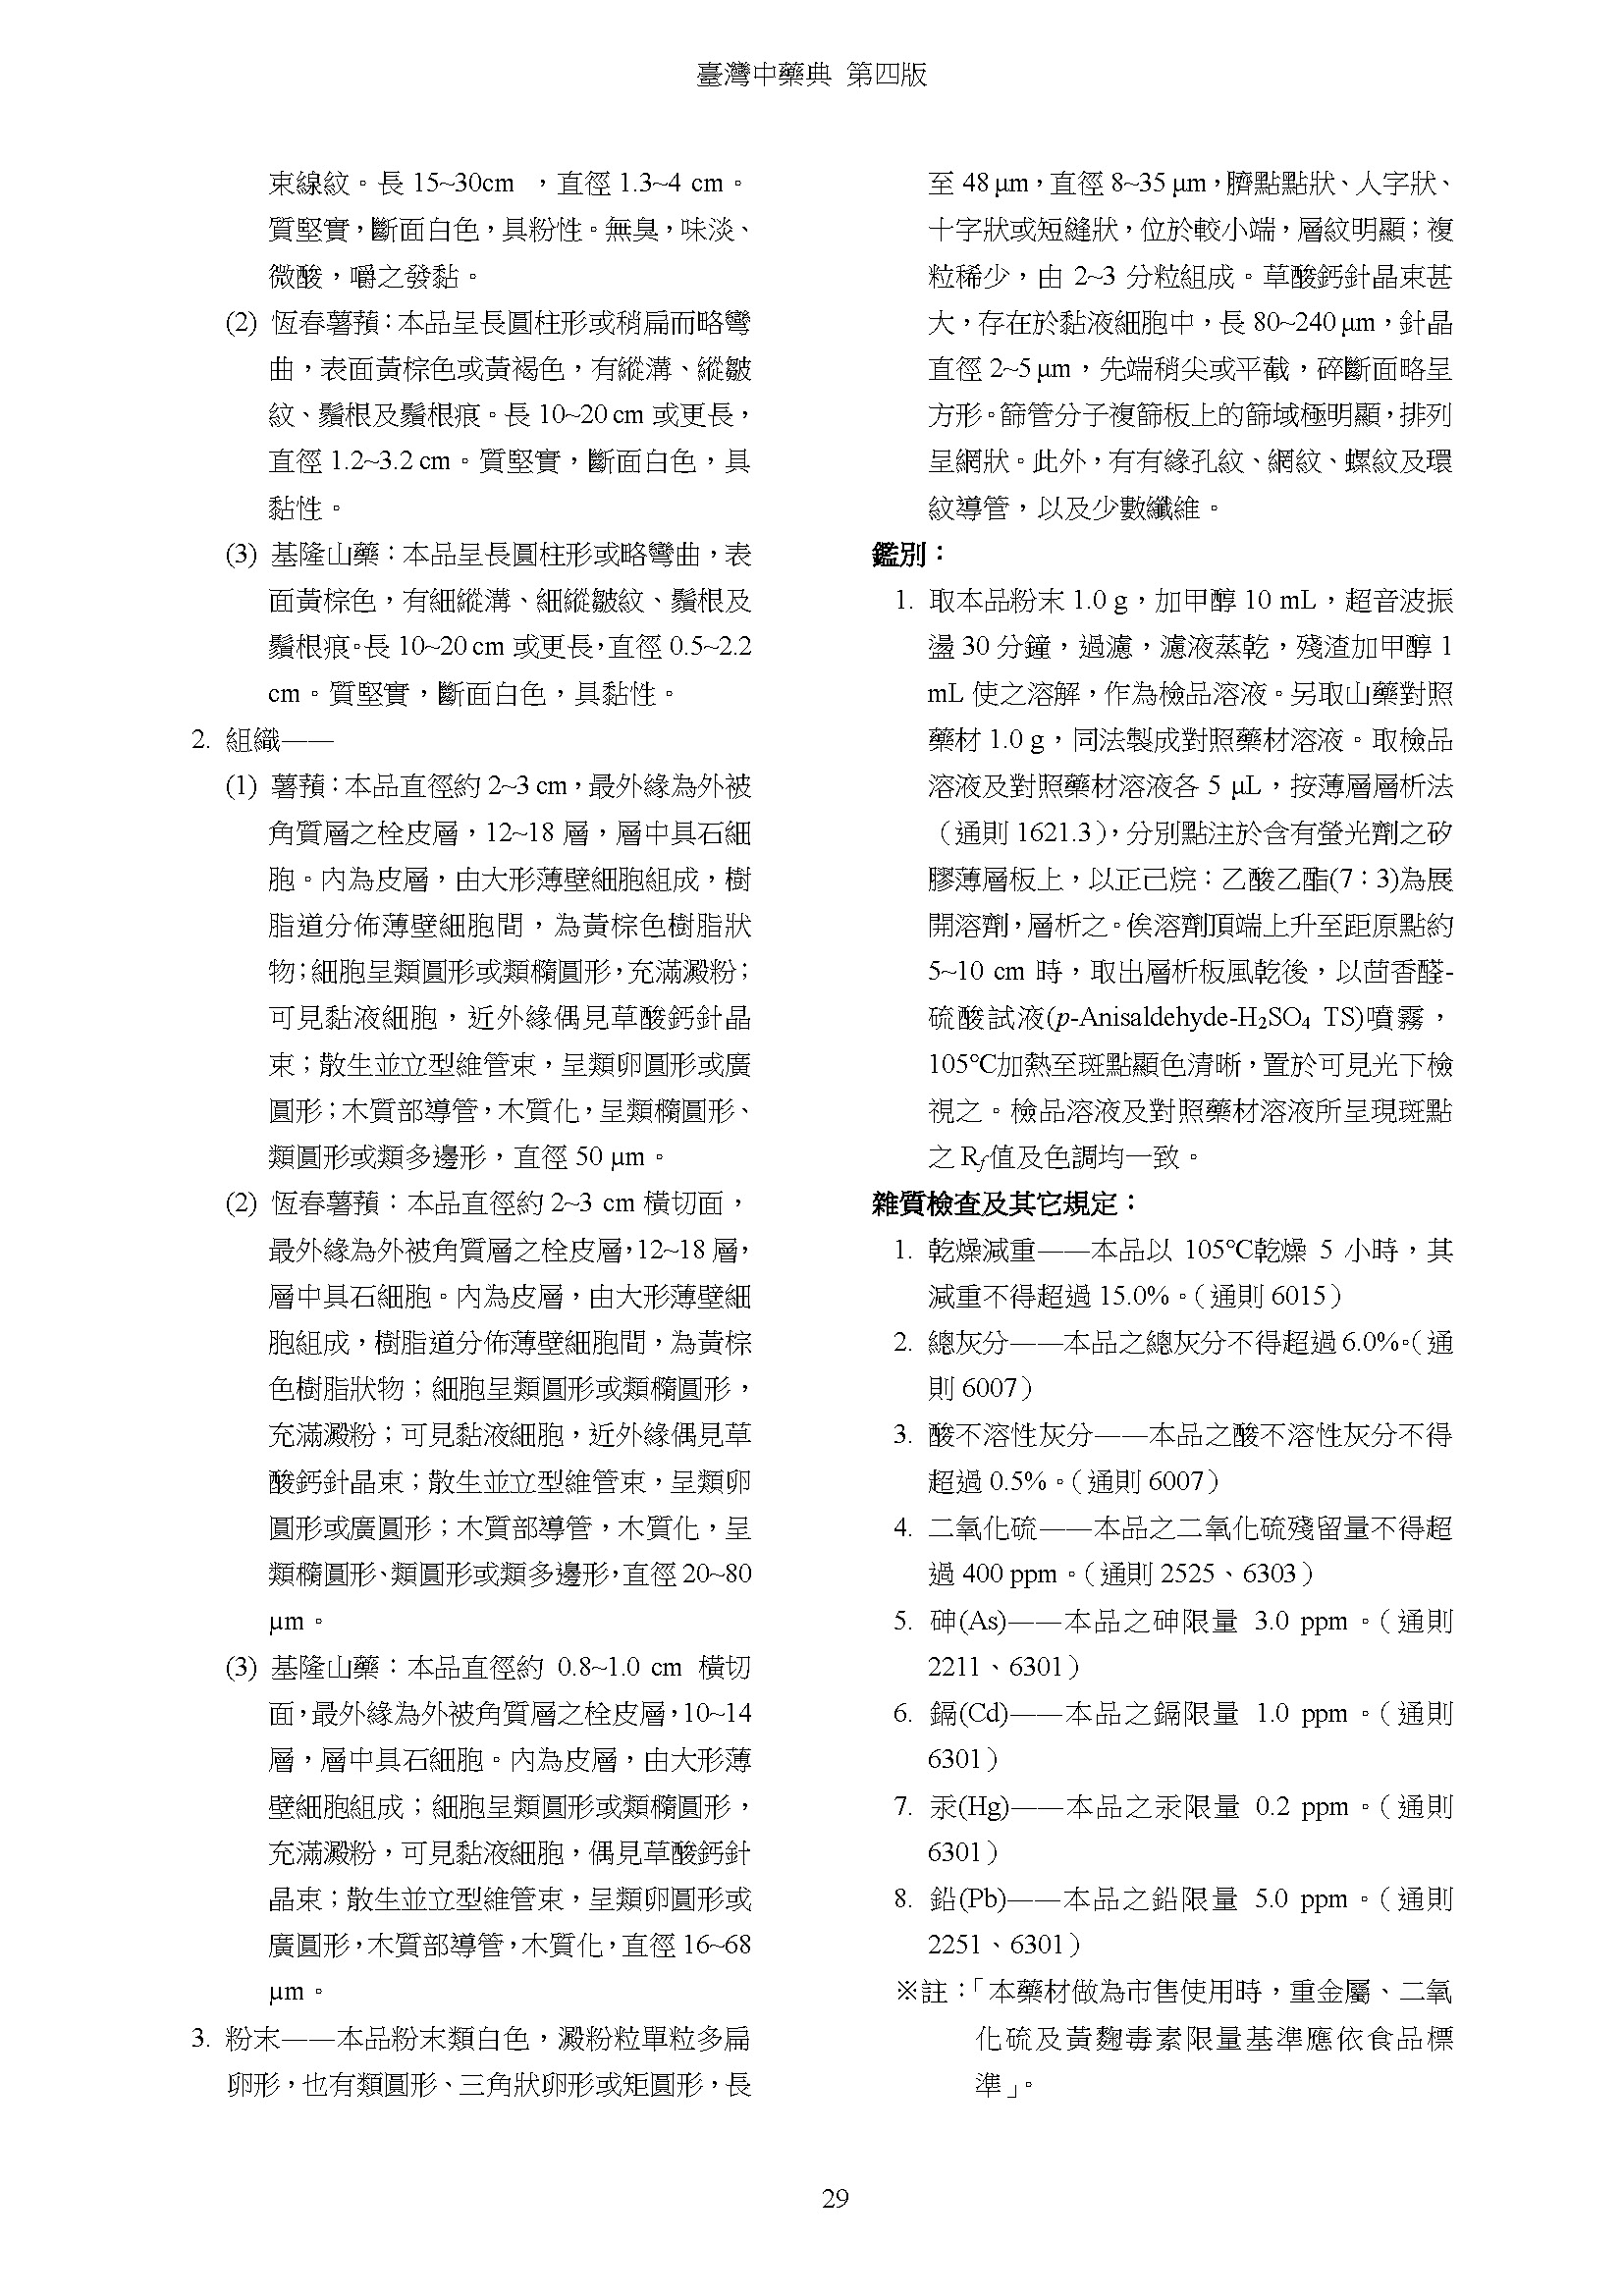 臺灣中藥典 第四版
束線紋。長 15~30cm ，直徑 1.3~4 cm。
質堅實，斷面白色，具粉性。無臭，味淡、
微酸，嚼之發黏。
(2) 恆春薯蕷：本品呈長圓柱形或稍扁而略彎
曲，表面黃棕色或黃褐色，有縱溝、縱皺
紋、鬚根及鬚根痕。長 10~20 cm 或更長，
直徑 1.2~3.2 cm。質堅實，斷面白色，具
黏性。
(3) 基隆山藥：本品呈長圓柱形或略彎曲，表
面黃棕色，有細縱溝、細縱皺紋、鬚根及
鬚根痕。長 10~20 cm 或更長，直徑 0.5~2.2
cm。質堅實，斷面白色，具黏性。
2. 組織——
(1) 薯蕷：本品直徑約 2~3 cm，最外緣為外被
角質層之栓皮層，12~18 層，層中具石細
胞。內為皮層，由大形薄壁細胞組成，樹
脂道分佈薄壁細胞間，為黃棕色樹脂狀
物；細胞呈類圓形或類橢圓形，充滿澱粉；
可見黏液細胞，近外緣偶見草酸鈣針晶
束；散生並立型維管束，呈類卵圓形或廣
圓形；木質部導管，木質化，呈類橢圓形、
類圓形或類多邊形，直徑 50 μm。
(2) 恆春薯蕷：本品直徑約 2~3 cm 橫切面，
最外緣為外被角質層之栓皮層，12~18 層，
層中具石細胞。內為皮層，由大形薄壁細
胞組成，樹脂道分佈薄壁細胞間，為黃棕
色樹脂狀物；細胞呈類圓形或類橢圓形，
充滿澱粉；可見黏液細胞，近外緣偶見草
酸鈣針晶束；散生並立型維管束，呈類卵
圓形或廣圓形；木質部導管，木質化，呈
類橢圓形、類圓形或類多邊形，直徑 20~80
μm。
(3) 基隆山藥：本品直徑約 0.8~1.0 cm 橫切
面，最外緣為外被角質層之栓皮層，10~14
層，層中具石細胞。內為皮層，由大形薄
壁細胞組成；細胞呈類圓形或類橢圓形，
充滿澱粉，可見黏液細胞，偶見草酸鈣針
晶束；散生並立型維管束，呈類卵圓形或
廣圓形，木質部導管，木質化，直徑 16~68
μm。
3. 粉末——本品粉末類白色，澱粉粒單粒多扁
卵形，也有類圓形、三角狀卵形或矩圓形，長
至 48 μm，直徑 8~35 μm，臍點點狀、人字狀、
十字狀或短縫狀，位於較小端，層紋明顯；複
粒稀少，由 2~3 分粒組成。草酸鈣針晶束甚
大，存在於黏液細胞中，長 80~240 μm，針晶
直徑 2~5 μm，先端稍尖或平截，碎斷面略呈
方形。篩管分子複篩板上的篩域極明顯，排列
呈網狀。此外，有有緣孔紋、網紋、螺紋及環
紋導管，以及少數纖維。
鑑別：
1. 取本品粉末 1.0 g，加甲醇 10 mL，超音波振
盪 30 分鐘，過濾，濾液蒸乾，殘渣加甲醇 1
mL 使之溶解，作為檢品溶液。另取山藥對照
藥材 1.0 g，同法製成對照藥材溶液。取檢品
溶液及對照藥材溶液各 5 μL，按薄層層析法
（通則 1621.3），分別點注於含有螢光劑之矽
膠薄層板上，以正己烷：乙酸乙酯(7：3)為展
開溶劑，層析之。俟溶劑頂端上升至距原點約
5~10 cm 時，取出層析板風乾後，以茴香醛-
硫酸試液(p-Anisaldehyde-H₂SO₄ TS)噴霧，
105℃加熱至斑點顯色清晰，置於可見光下檢
視之。檢品溶液及對照藥材溶液所呈現斑點
之 Rf值及色調均一致。
雜質檢查及其它規定：
1. 乾燥減重——本品以 105℃乾燥 5 小時，其
減重不得超過 15.0%。（通則 6015）
2. 總灰分——本品之總灰分不得超過 6.0%。（通
則 6007）
3. 酸不溶性灰分——本品之酸不溶性灰分不得
超過 0.5%。（通則 6007）
4. 二氧化硫——本品之二氧化硫殘留量不得超
過 400 ppm。（通則 2525、6303）
5. 砷(As)——本品之砷限量 3.0 ppm。（通則
2211、6301）
6. 鎘(Cd)——本品之鎘限量 1.0 ppm。（通則
6301）
7. 汞(Hg)——本品之汞限量 0.2 ppm。（通則
6301）
8. 鉛(Pb)——本品之鉛限量 5.0 ppm。（通則
2251、6301）
※註：「本藥材做為市售使用時，重金屬、二氧
化硫及黃麴毒素限量基準應依食品標
準」。
29